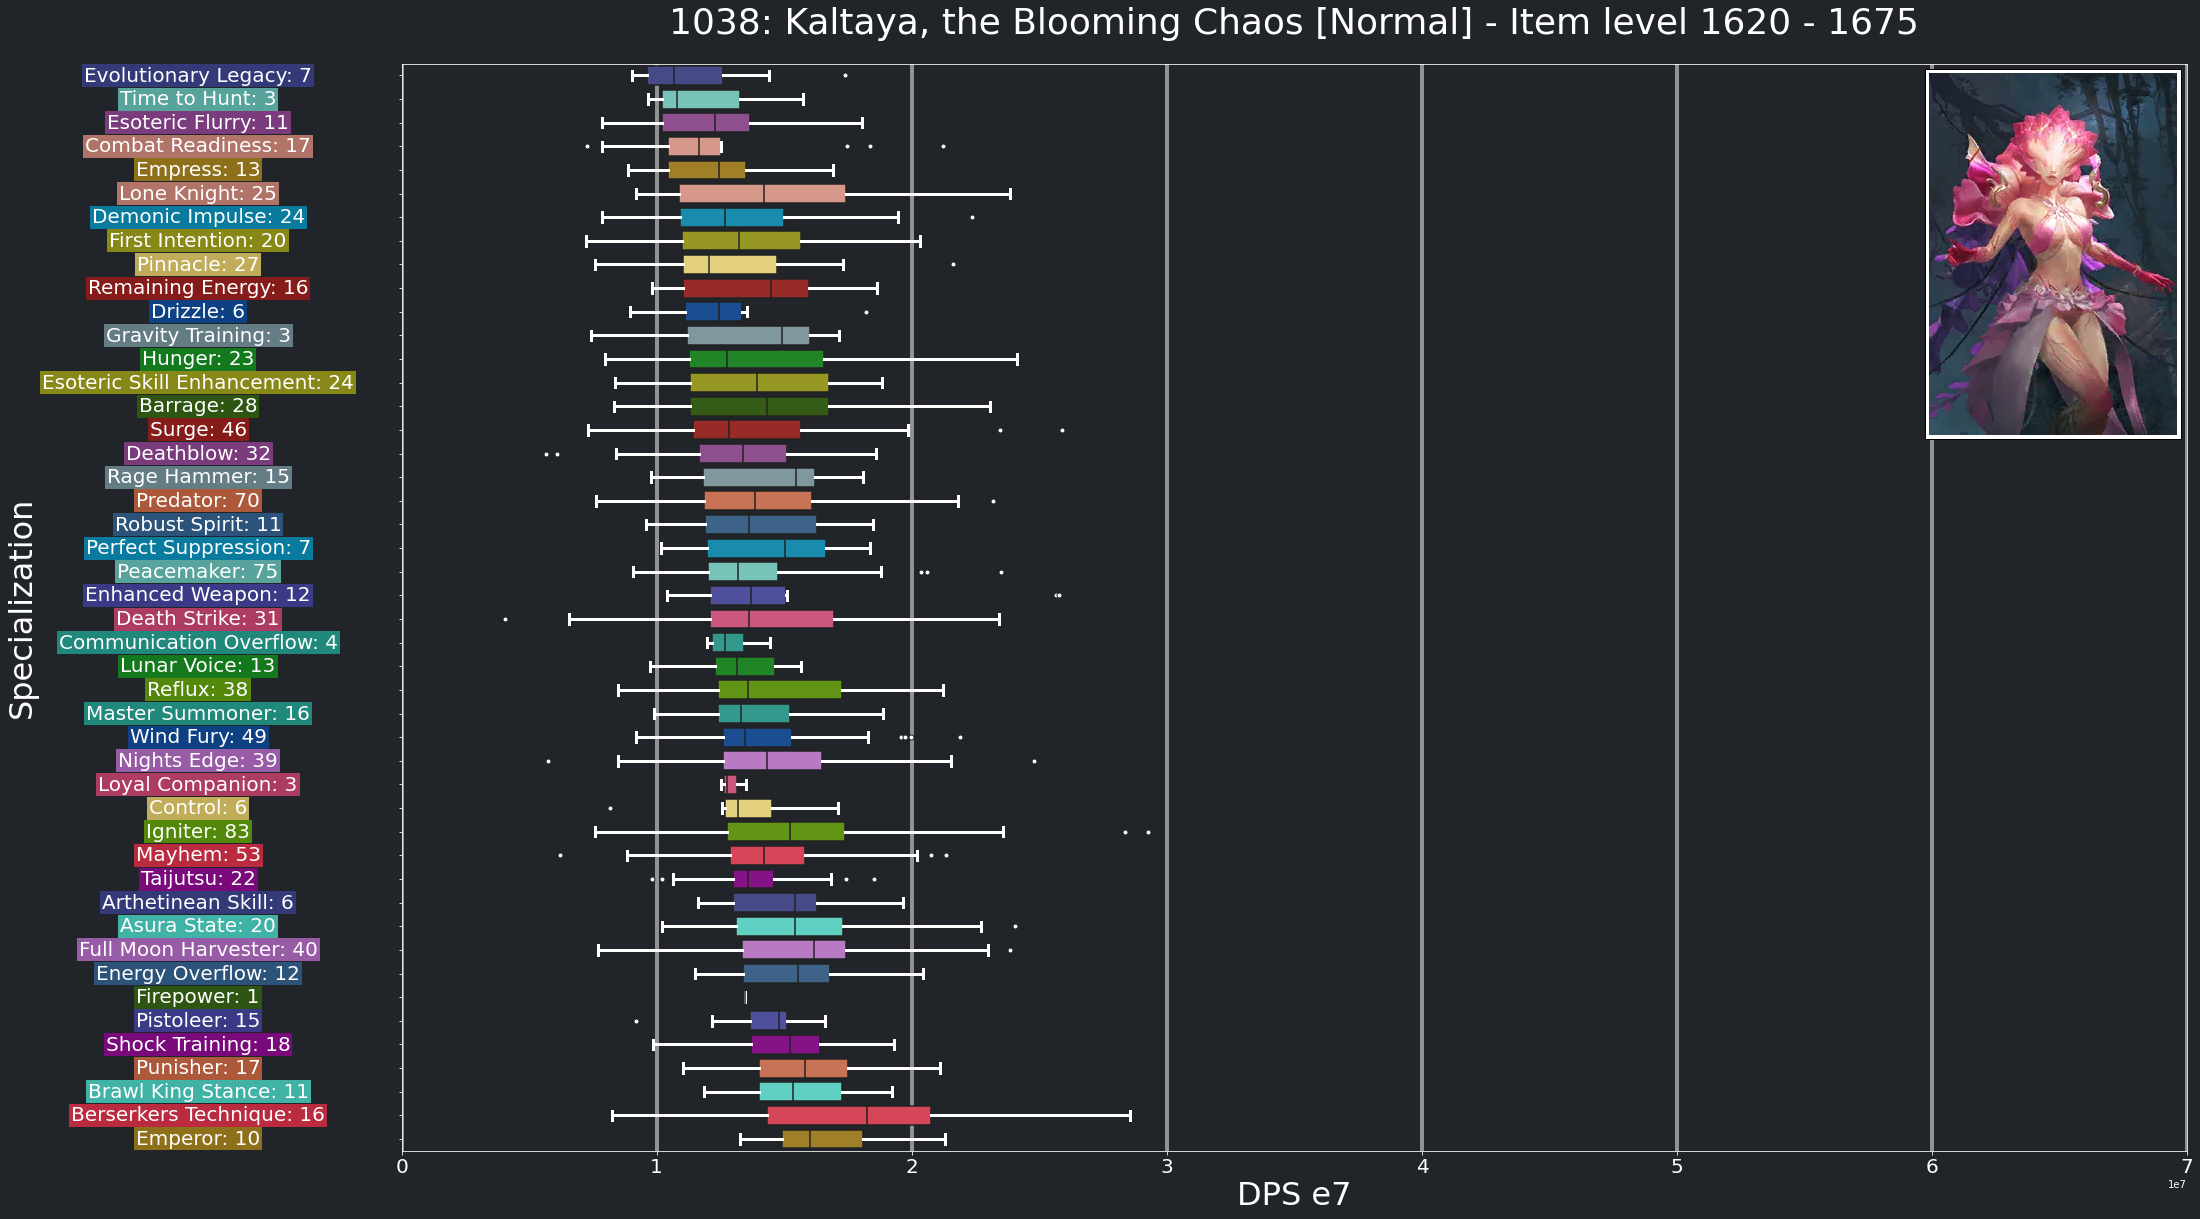 1038: Kaltaya, the Blooming Chaos [Normal] - Item level 1620 - 1675
Evolutionary Legacy: 7
Time to Hunt: 3
Esoteric Flurry: 11
Combat Readiness: 17
Empress: 13
Lone Knight: 25
Demonic Impulse: 24
First Intention: 20
Pinnacle: 27
Remaining Energy: 16
Drizzle: 6
Gravity Training: 3
Hunger: 23
Esoteric Skill Enhancement: 24
Barrage: 28
Surge: 46
Deathblow: 32
Rage Hammer: 15
Predator: 70
Robust Spirit: 11
Perfect Suppression: 7
Peacemaker: 75
Enhanced Weapon: 12
Death Strike: 31
Communication Overflow: 4
Lunar Voice: 13
Reflux: 38
Master Summoner: 16
Wind Fury: 49
Nights Edge: 39
Loyal Companion: 3
Control: 6
Igniter: 83
Mayhem: 53
Taijutsu: 22
Arthetinean Skill: 6
Asura State: 20
Full Moon Harvester: 40
Energy Overflow: 12
Firepower: 1
Pistoleer: 15
Shock Training: 18
Punisher: 17
Brawl King Stance: 11
Berserkers Technique: 16
Emperor: 10
Specialization
0 1 2 3 4 5 6 7
1e7
DPS e7